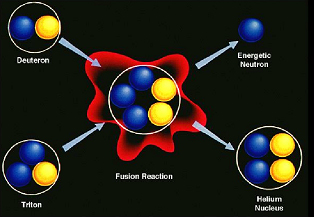 Deuteron
Energetic
Neutron
Triton
Fusion Reaction
Helium
Nucleus